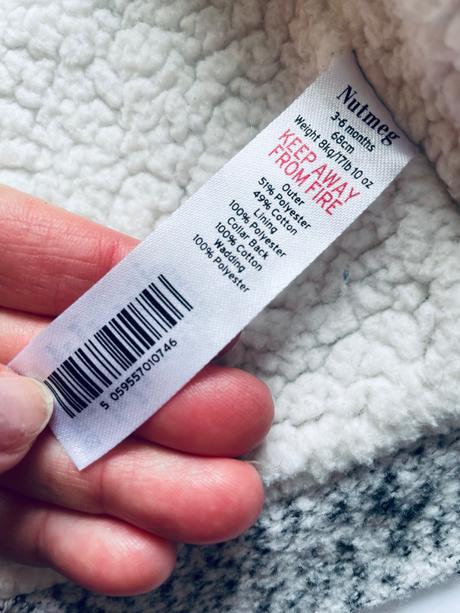 Nutmeg
3-6 months
68cm
Weight 8kg/17lb 10 oz
KEEP AWAY
FROM FIRE
Outer
51% Polyester
49% Cotton
Lining
100% Polyester
Collar Back
100% Cotton
Wadding
100% Polyester
5 059557010746